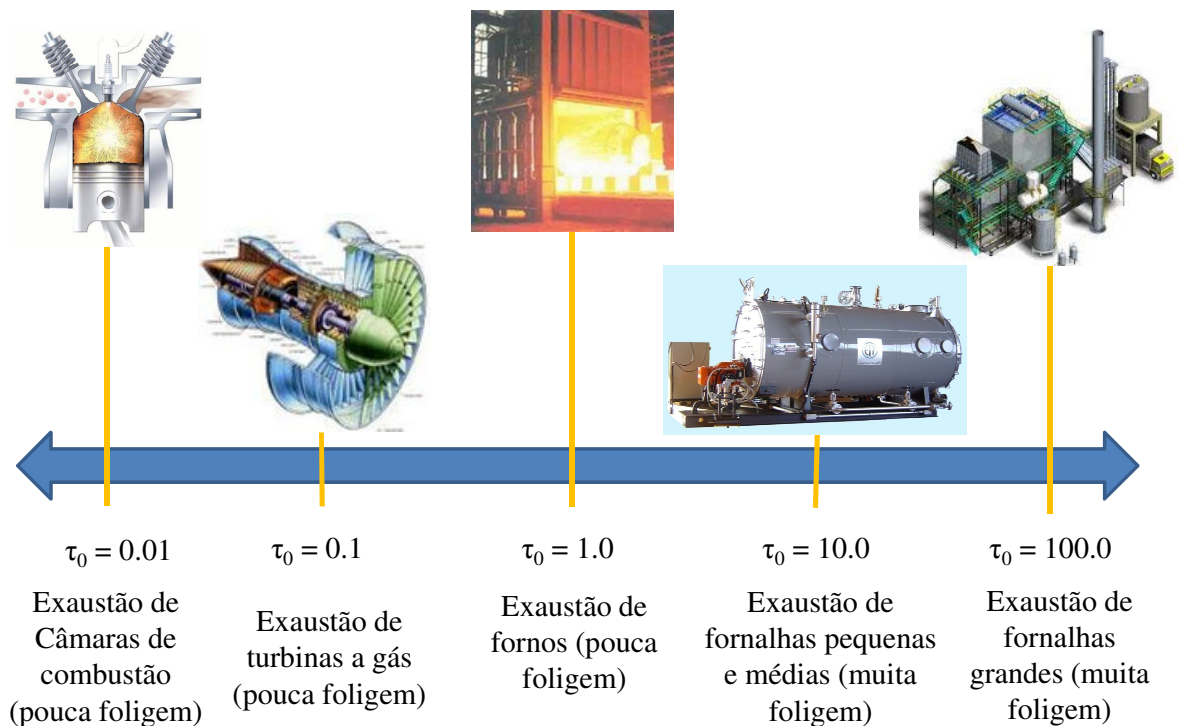 τ₀ = 0.01
Exaustão de
Câmaras de
combustão
(pouca foligem)
τ₀ = 0.1
Exaustão de
turbinas a gás
(pouca foligem)
τ₀ = 1.0
Exaustão de
fornos (pouca
foligem)
τ₀ = 10.0
Exaustão de
fornalhas pequenas
e médias (muita
foligem)
τ₀ = 100.0
Exaustão de
fornalhas
grandes (muita
foligem)